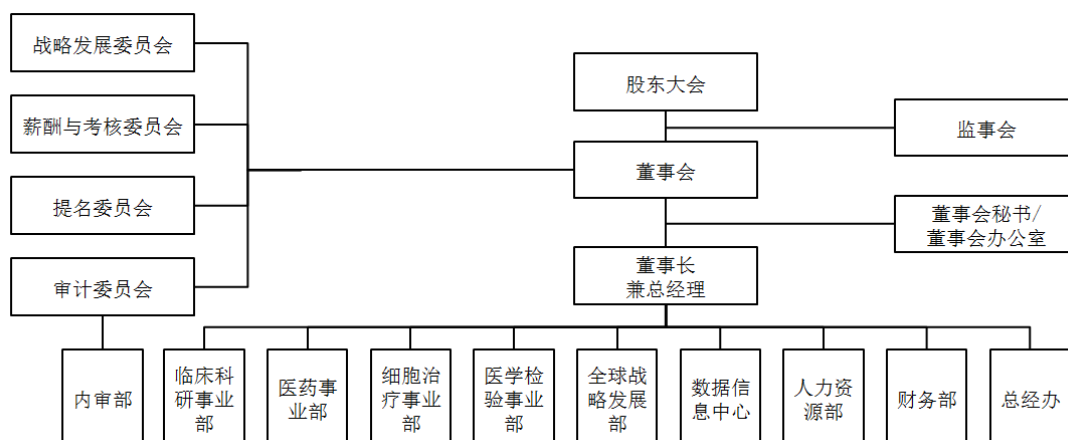 战略发展委员会
薪酬与考核委员会
提名委员会
审计委员会
股东大会
监事会
董事会
董事会秘书/
董事会办公室
董事长
兼总经理
内审部
临床科
研事业
部
医药事
业部
细胞治
疗事业
部
医学检
验事业
部
全球战
略发展
部
数据信
息中心
人力资
源部
财务部
总经办